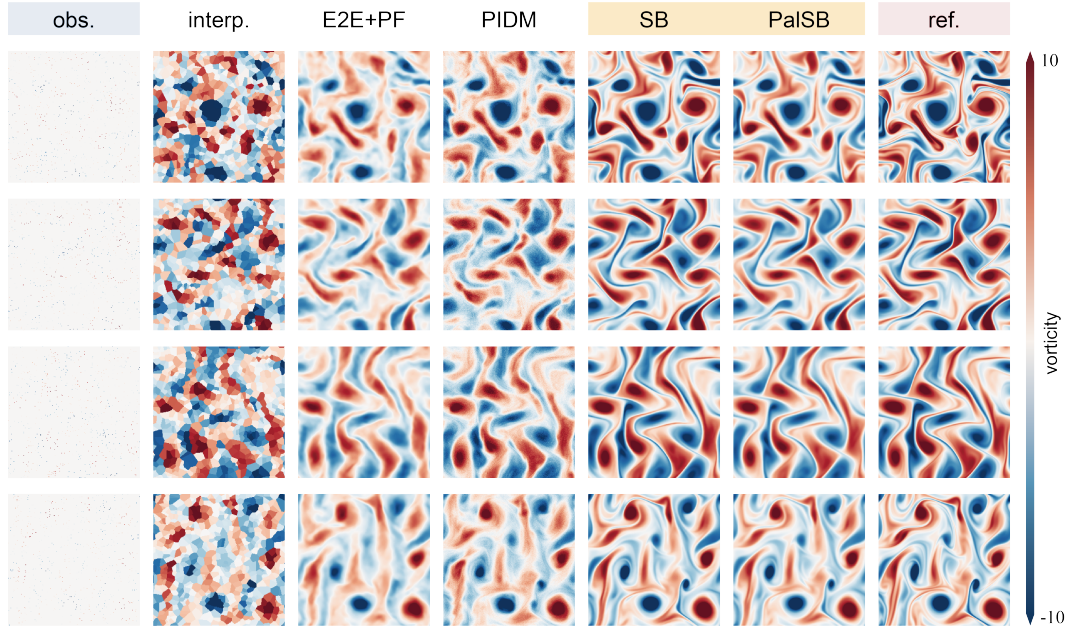 obs. interp. E2E+PF PIDM SB PalSB ref.
10
vorticity
-10